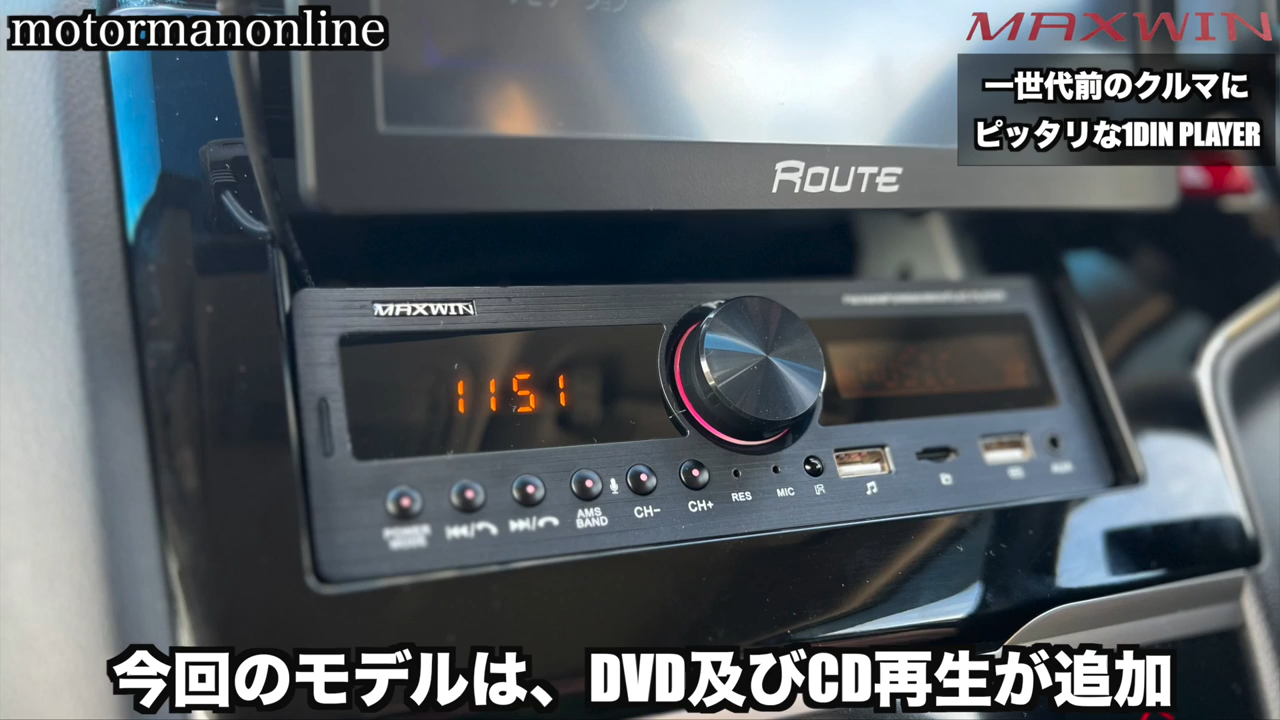 motormanonline
MAXWIN
一世代前のクルマに
ピッタリな1DIN PLAYER
ROUTE
MAXWIN
1151
POWER
MODE
AMS
BAND
CH-
CH+
RES
MIC
IR
AUX
今回のモデルは、DVD及びCD再生が追加